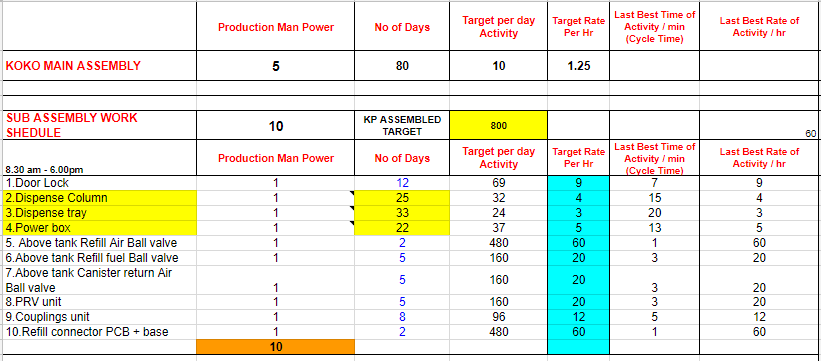 Production Man Power No of Days Target per day Activity Target Rate Per Hr Last Best Time of Activity / min (Cycle Time) Last Best Rate of Activity / hr
KOKO MAIN ASSEMBLY 5 80 10 1.25
SUB ASSEMBLY WORK SHEDULE 10 KP ASSEMBLED TARGET 800 60
8.30 am - 6.00pm Production Man Power No of Days Target per day Activity Target Rate Per Hr Last Best Time of Activity / min (Cycle Time) Last Best Rate of Activity / hr
1.Door Lock 1 12 69 9 7 9
2.Dispense Column 1 25 32 4 15 4
3.Dispense tray 1 33 24 3 20 3
4.Power box 1 22 37 5 13 5
5. Above tank Refill Air Ball valve 1 2 480 60 1 60
6.Above tank Refill fuel Ball valve 1 5 160 20 3 20
7.Above tank Canister return Air Ball valve 1 5 160 20 3 20
8.PRV unit 1 5 160 20 3 20
9.Couplings unit 1 8 96 12 5 12
10.Refill connector PCB + base 1 2 480 60 1 60
10